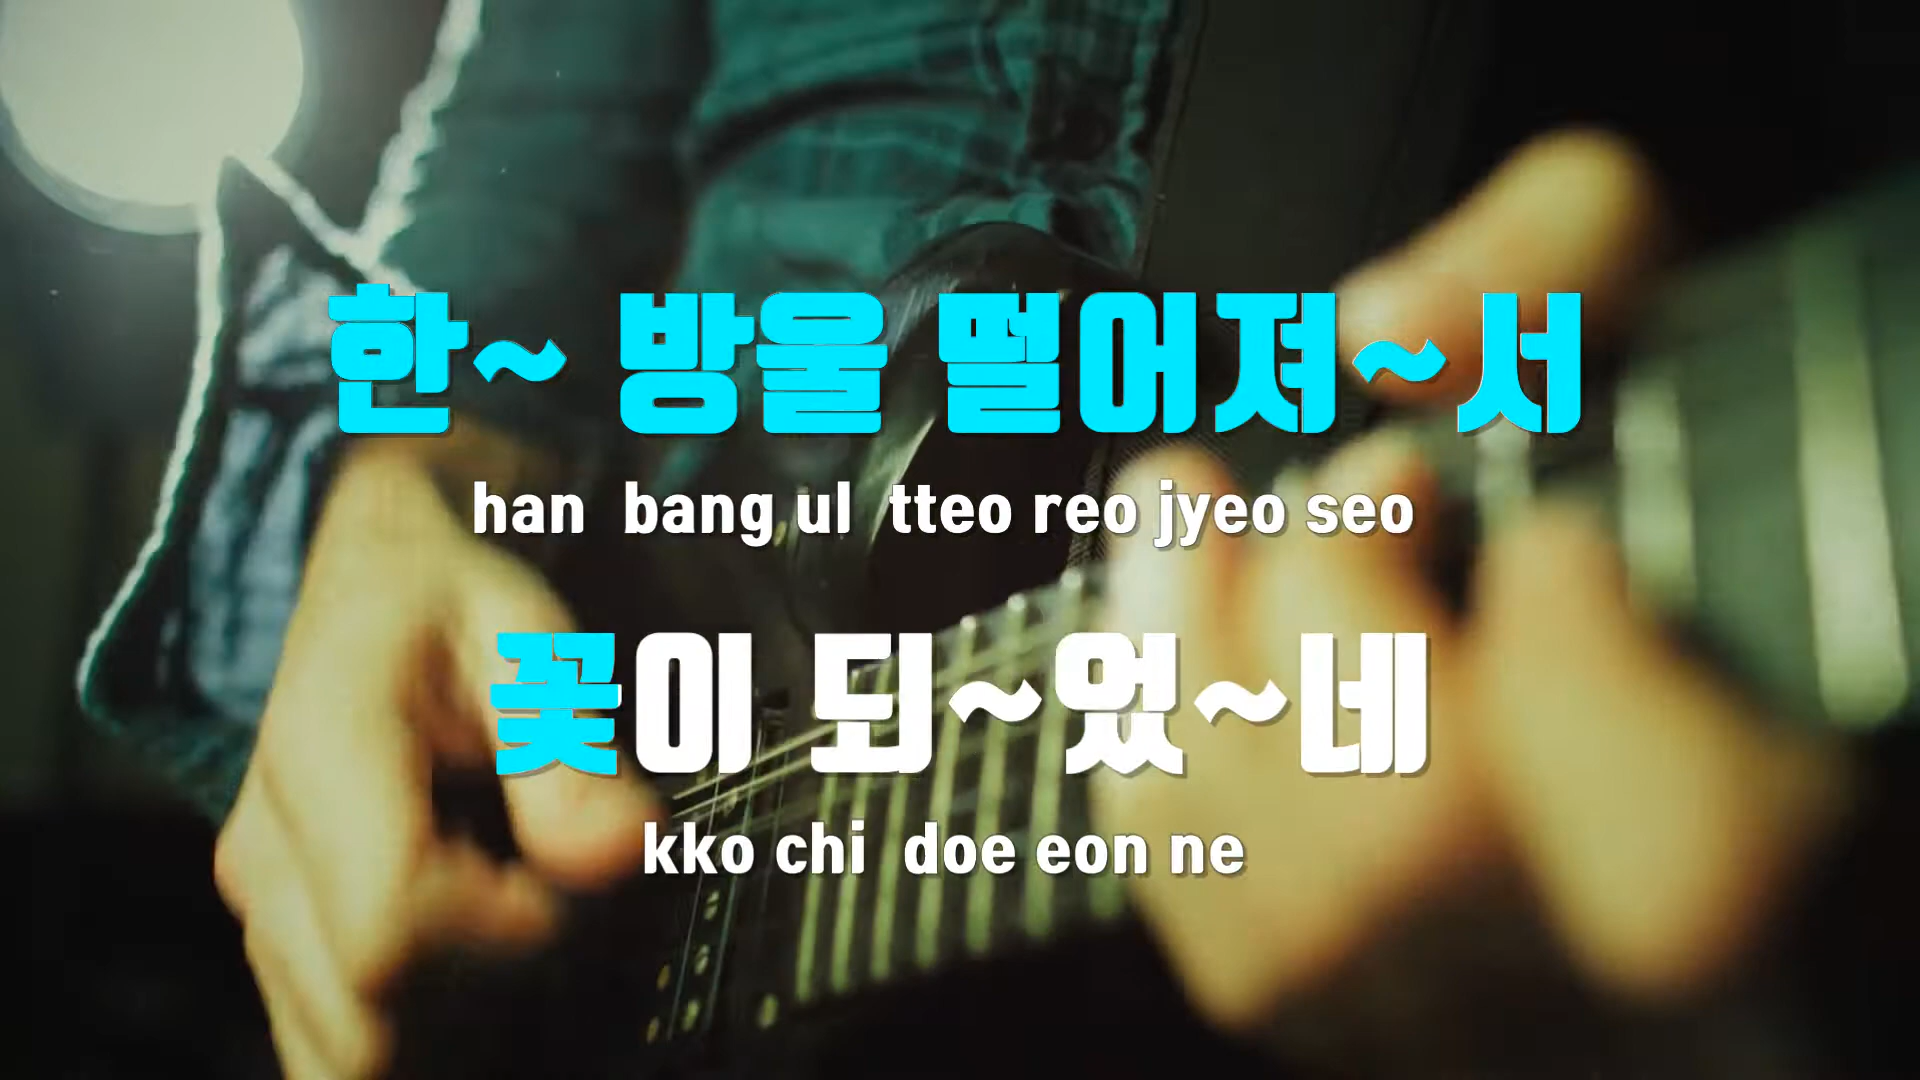 한~ 방울 떨어져~서
han bang ul tteo reo jyeo seo
꽃이 되~었~네
kko chi doe eon ne